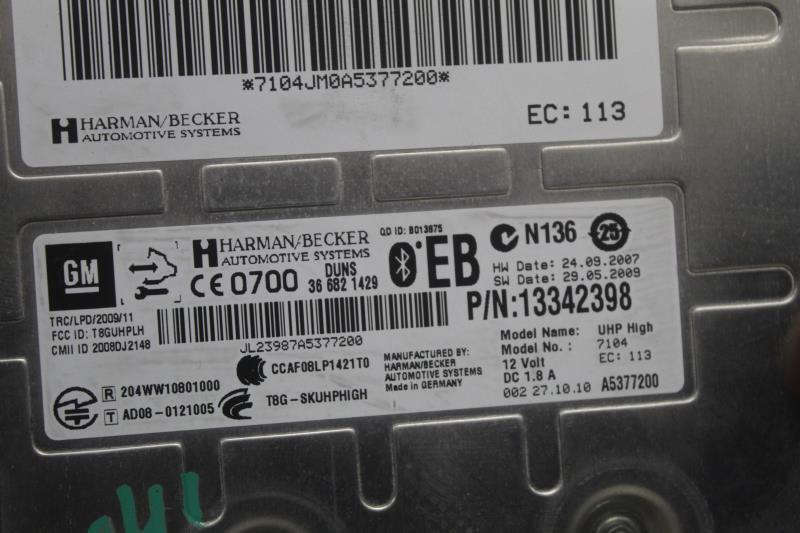 *7104JM0A5377200*
HARMAN/BECKER
AUTOMOTIVE SYSTEMS
EC: 113
GM
HARMAN/BECKER
AUTOMOTIVE SYSTEMS
QD ID: B013875
EB
N136
25
CE 0700
DUNS
36 682 1429
HW Date: 24.09.2007
SW Date: 29.05.2009
P/N:13342398
TRC/LPD/2009/11
FCC ID: T8GUHPLH
CMII ID 2008DJ2148
JL23987A5377200
CCAF08LP1421T0
MANUFACTURED BY:
HARMAN/BECKER
AUTOMOTIVE SYSTEMS
Made in GERMANY
Model Name: UHP High
Model No.: 7104
12 Volt EC: 113
DC 1.8 A
002 27.10.10 A5377200
R 204WW10801000
T AD08-0121005
T8G-SKUHPHIGH